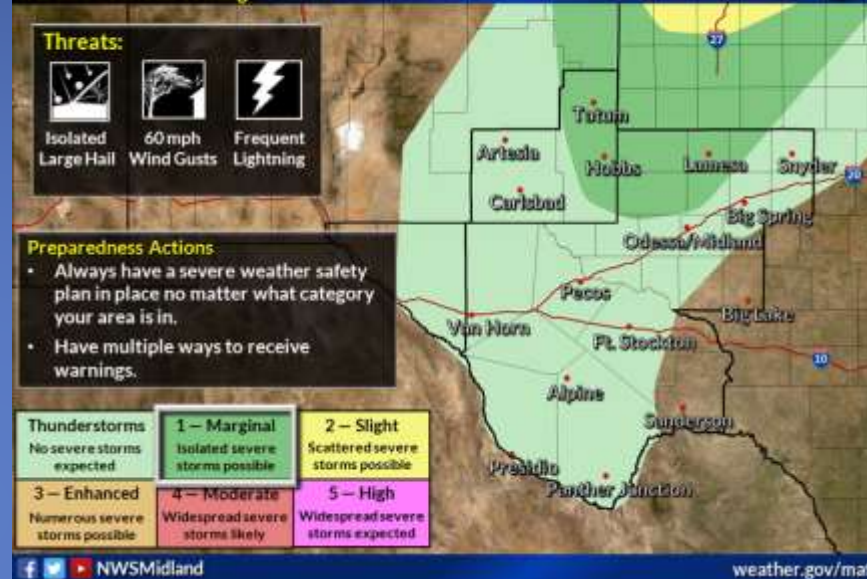 Threats:
Isolated
Large Hail
60 mph
Wind Gusts
Frequent
Lightning
27
Tatum
Artesia
Hobbs
Lamesa
Snyder
20
Carlsbad
Big Spring
Odessa/Midland
Preparedness Actions
• Always have a severe weather safety
plan in place no matter what category
your area is in.
• Have multiple ways to receive
warnings.
Pecos
Van Horn
Big Lake
Ft. Stockton
10
Alpine
Sanderson
Presidio
Panther Junction
Thunderstorms
No severe storms
expected
1 — Marginal
Isolated severe
storms possible
2 — Slight
Scattered severe
storms possible
3 — Enhanced
Numerous severe
storms possible
4 — Moderate
Widespread severe
storms likely
5 — High
Widespread severe
storms expected
NWSMidland
weather.gov/ma